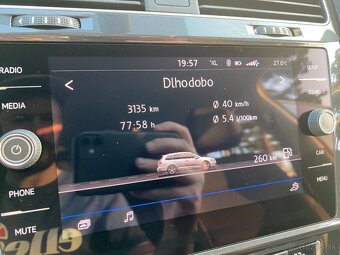 19:57
27.0°
RADIO
SETUP
Dlhodobo
SOUND
MEDIA
3135 km
Ø 40 km/h
77:58 h
Ø 5.4 l/100km
CAR
260 km
PHONE
MENU
MUTE